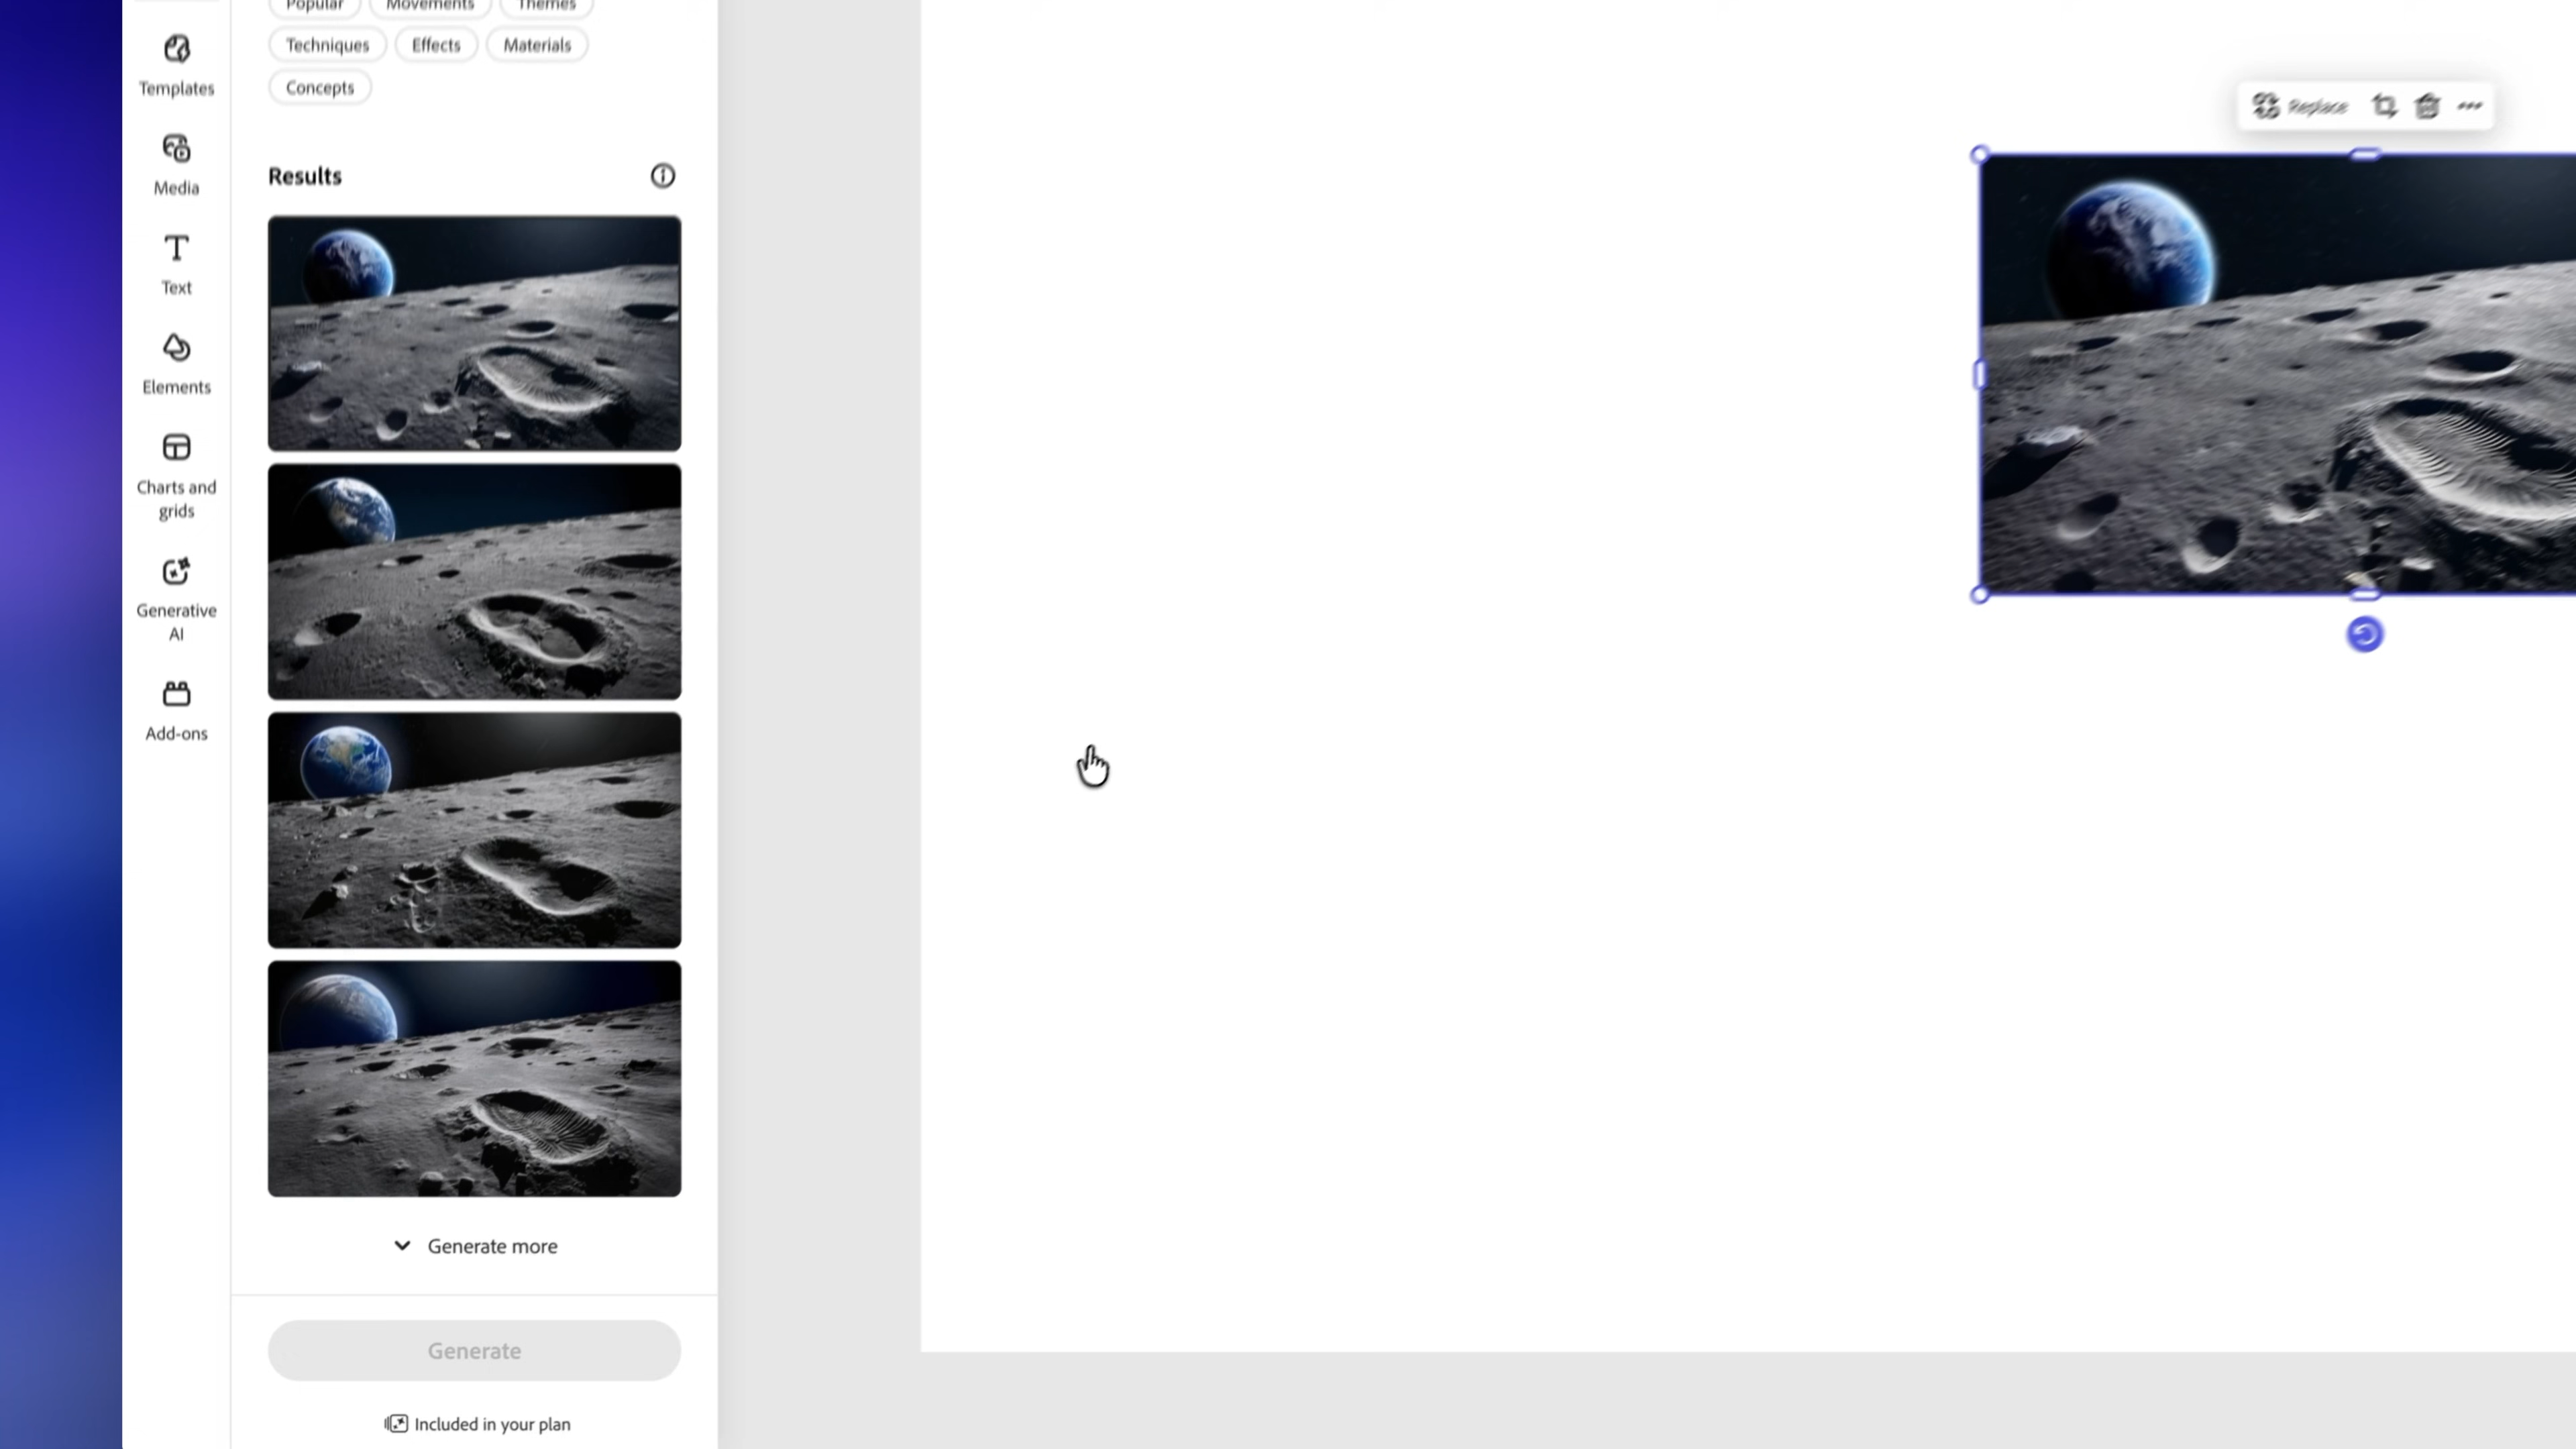 Popular
Movements
Themes
Techniques
Effects
Materials
Concepts
Templates
Media
Text
Elements
Charts and
grids
Generative
AI
Add-ons
Results
Generate more
Generate
Included in your plan
Replace